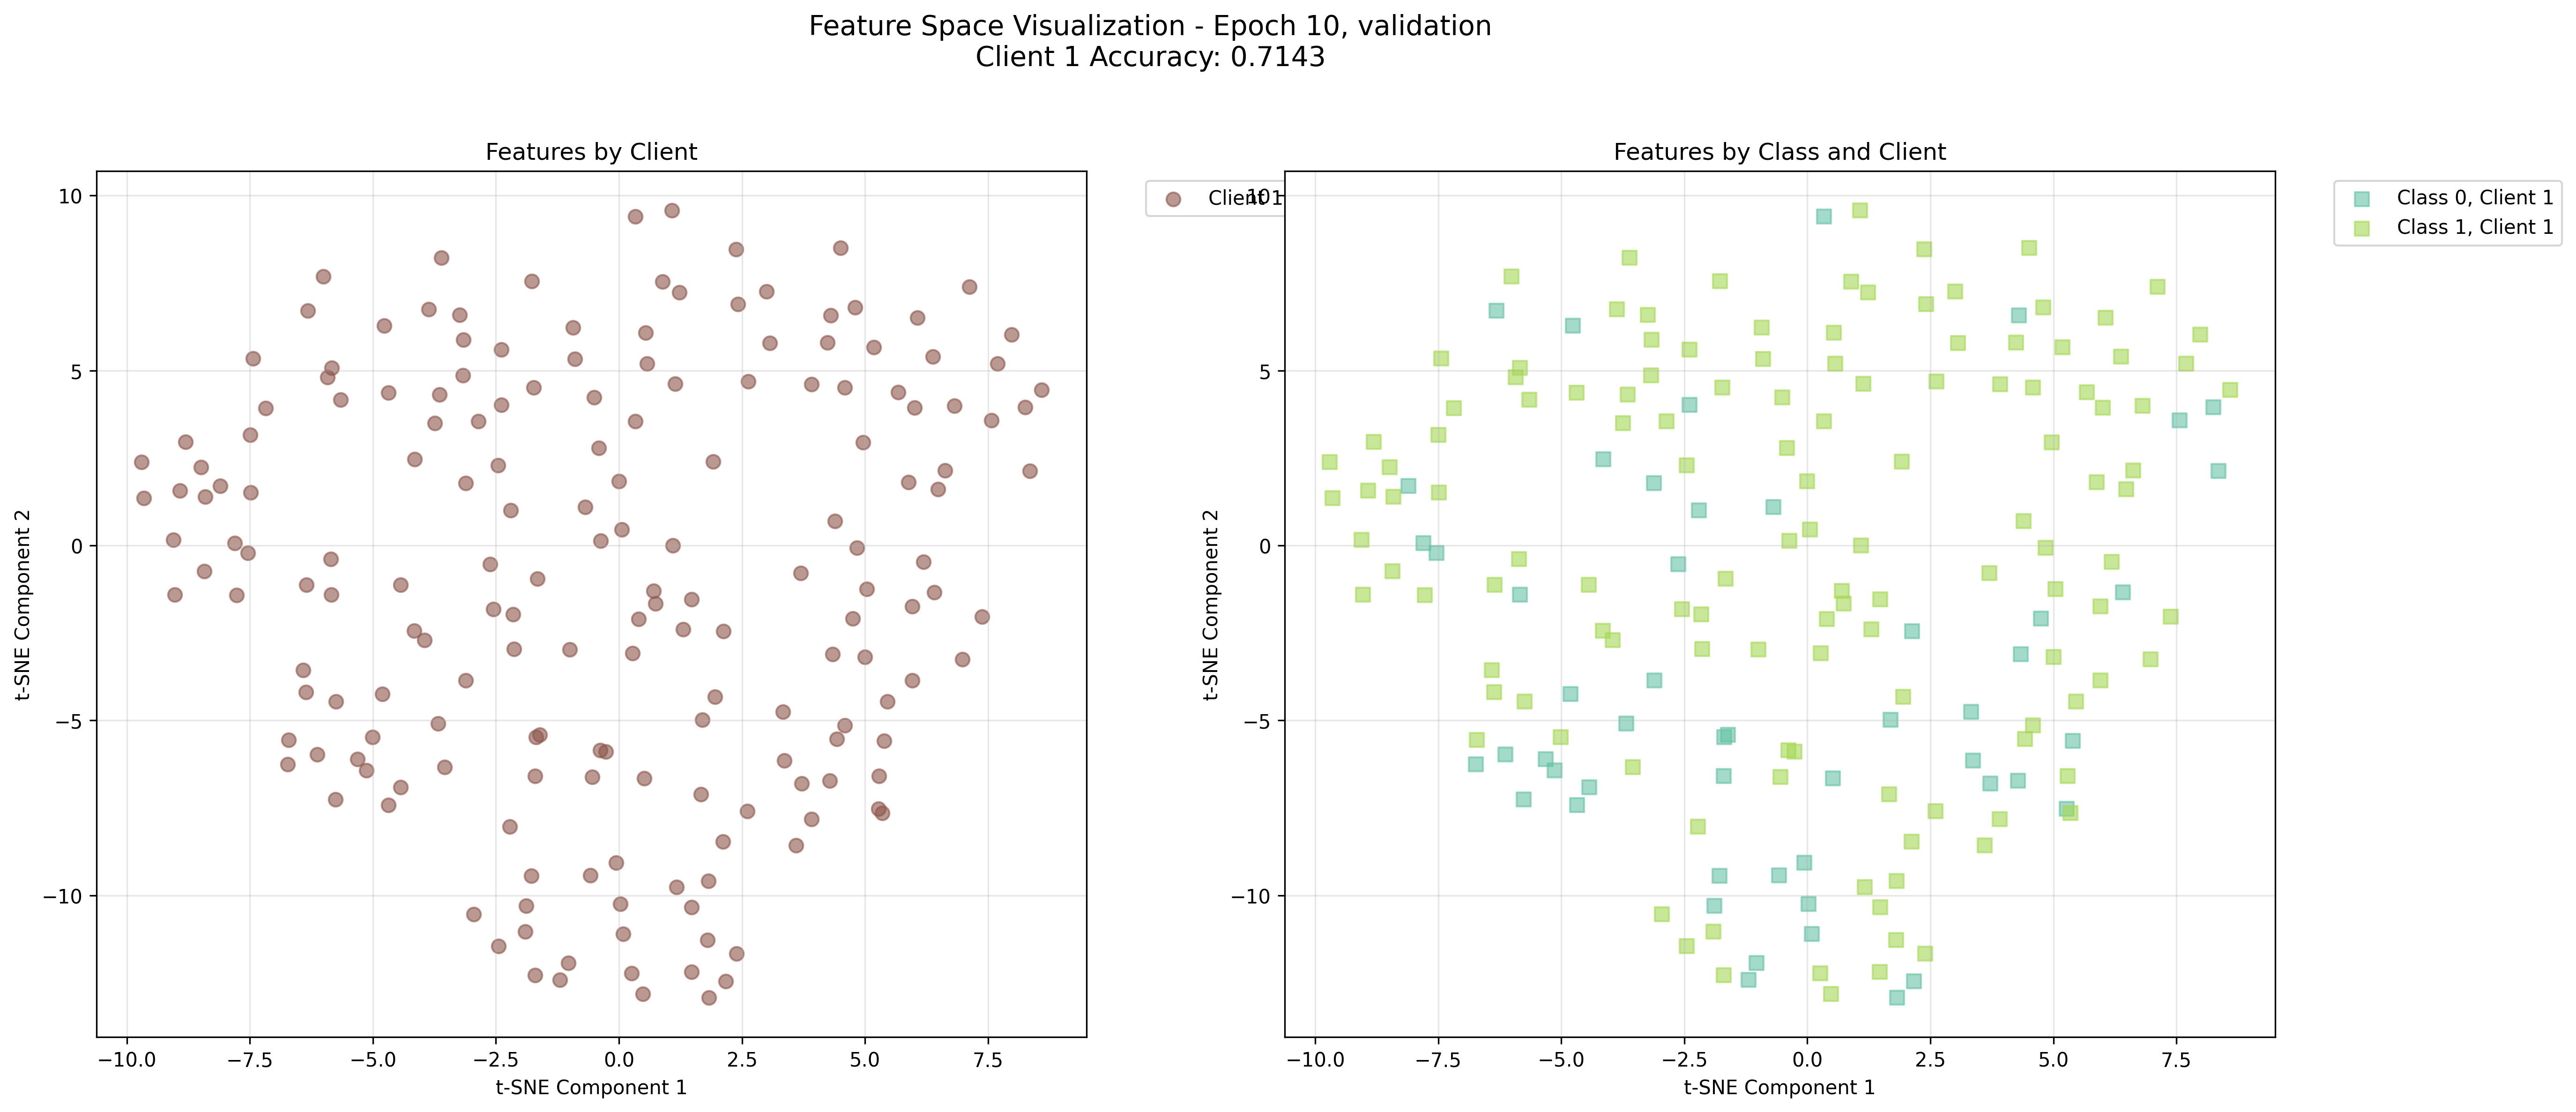 Feature Space Visualization - Epoch 10, validation
Client 1 Accuracy: 0.7143
Features by Client
10
5
0
−5
−10
−10.0 −7.5 −5.0 −2.5 0.0 2.5 5.0 7.5
t-SNE Component 1
t-SNE Component 2
Client 1
Features by Class and Client
10
5
0
−5
−10
−10.0 −7.5 −5.0 −2.5 0.0 2.5 5.0 7.5
t-SNE Component 1
t-SNE Component 2
Class 0, Client 1
Class 1, Client 1